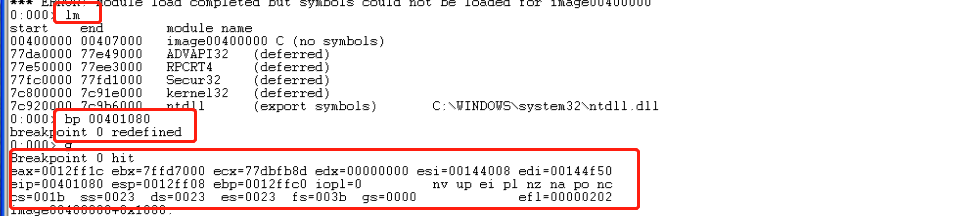 *** ERROR: Module load completed but symbols could not be loaded for image00400000
0:000> lm
start    end        module name
00400000 00407000   image00400000 C (no symbols)
77da0000 77e49000   ADVAPI32   (deferred)
77e50000 77ee3000   RPCRT4     (deferred)
77fc0000 77fd1000   Secur32    (deferred)
7c800000 7c91e000   kernel32   (deferred)
7c920000 7c9b6000   ntdll      (export symbols)       C:\WINDOWS\system32\ntdll.dll
0:000> bp 00401080
breakpoint 0 redefined
0:000> g
Breakpoint 0 hit
eax=0012ff1c ebx=7ffd7000 ecx=77dbfb8d edx=00000000 esi=00144008 edi=00144f50
eip=00401080 esp=0012ff08 ebp=0012ffc0 iopl=0         nv up ei pl nz na po nc
cs=001b  ss=0023  ds=0023  es=0023  fs=003b  gs=0000             efl=00000202
image00400000+0x1080: